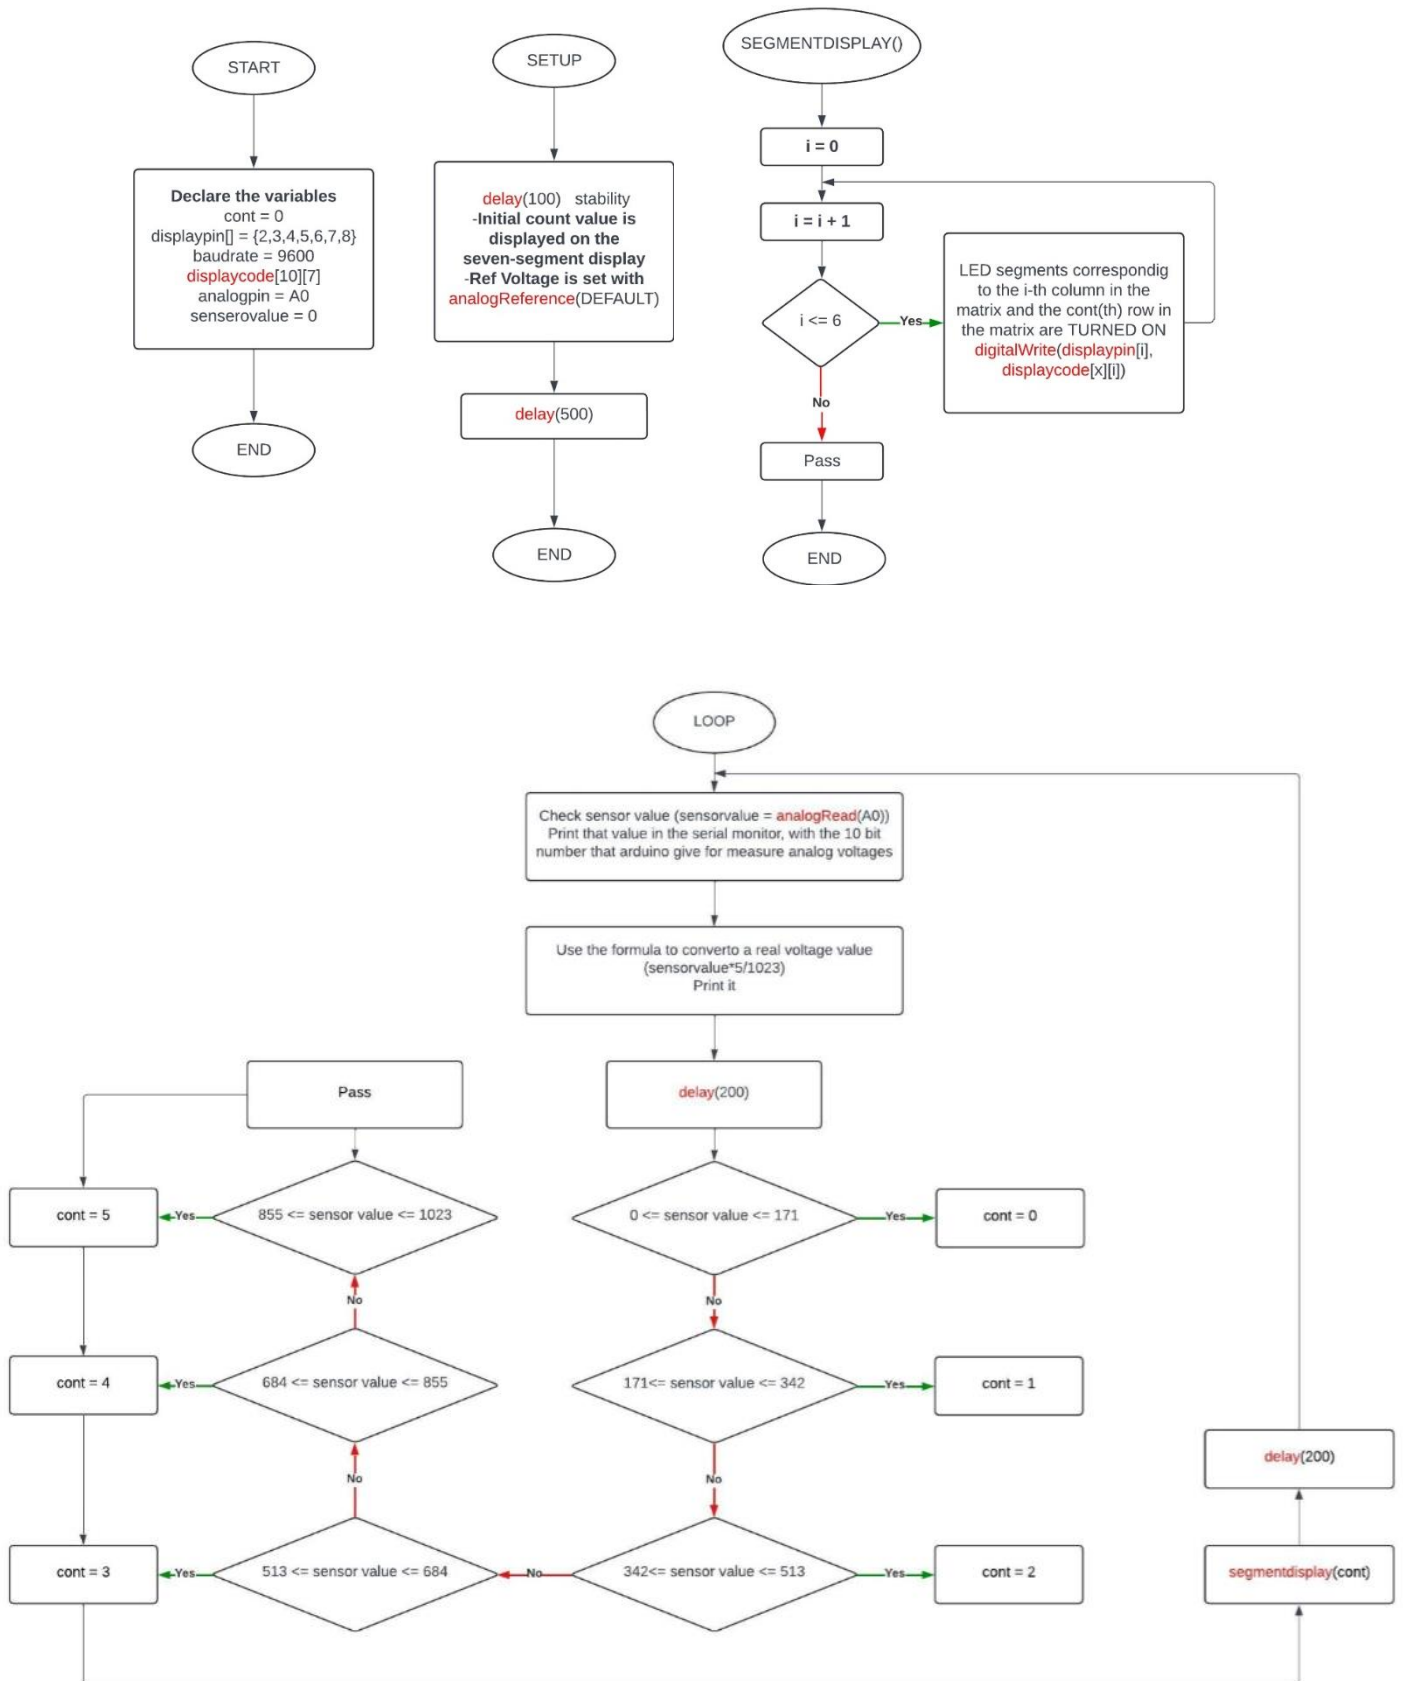 START
Declare the variables
cont = 0
displaypin[] = {2,3,4,5,6,7,8}
baudrate = 9600
displaycode[10][7]
analogpin = A0
senserovalue = 0
END
SETUP
delay(100) stability
-Initial count value is
displayed on the
seven-segment display
-Ref Voltage is set with
analogReference(DEFAULT)
delay(500)
END
SEGMENTDISPLAY()
i = 0
i = i + 1
i <= 6
Yes
LED segments correspondig
to the i-th column in the
matrix and the cont(th) row in
the matrix are TURNED ON
digitalWrite(displaypin[i],
displaycode[x][i])
No
Pass
END
LOOP
Check sensor value (sensorvalue = analogRead(A0))
Print that value in the serial monitor, with the 10 bit
number that arduino give for measure analog voltages
Use the formula to converto a real voltage value
(sensorvalue*5/1023)
Print it
delay(200)
0 <= sensor value <= 171
Yes
cont = 0
No
171<= sensor value <= 342
Yes
cont = 1
No
342<= sensor value <= 513
Yes
cont = 2
No
513 <= sensor value <= 684
Yes
cont = 3
No
684 <= sensor value <= 855
Yes
cont = 4
No
855 <= sensor value <= 1023
Yes
cont = 5
Pass
segmentdisplay(cont)
delay(200)